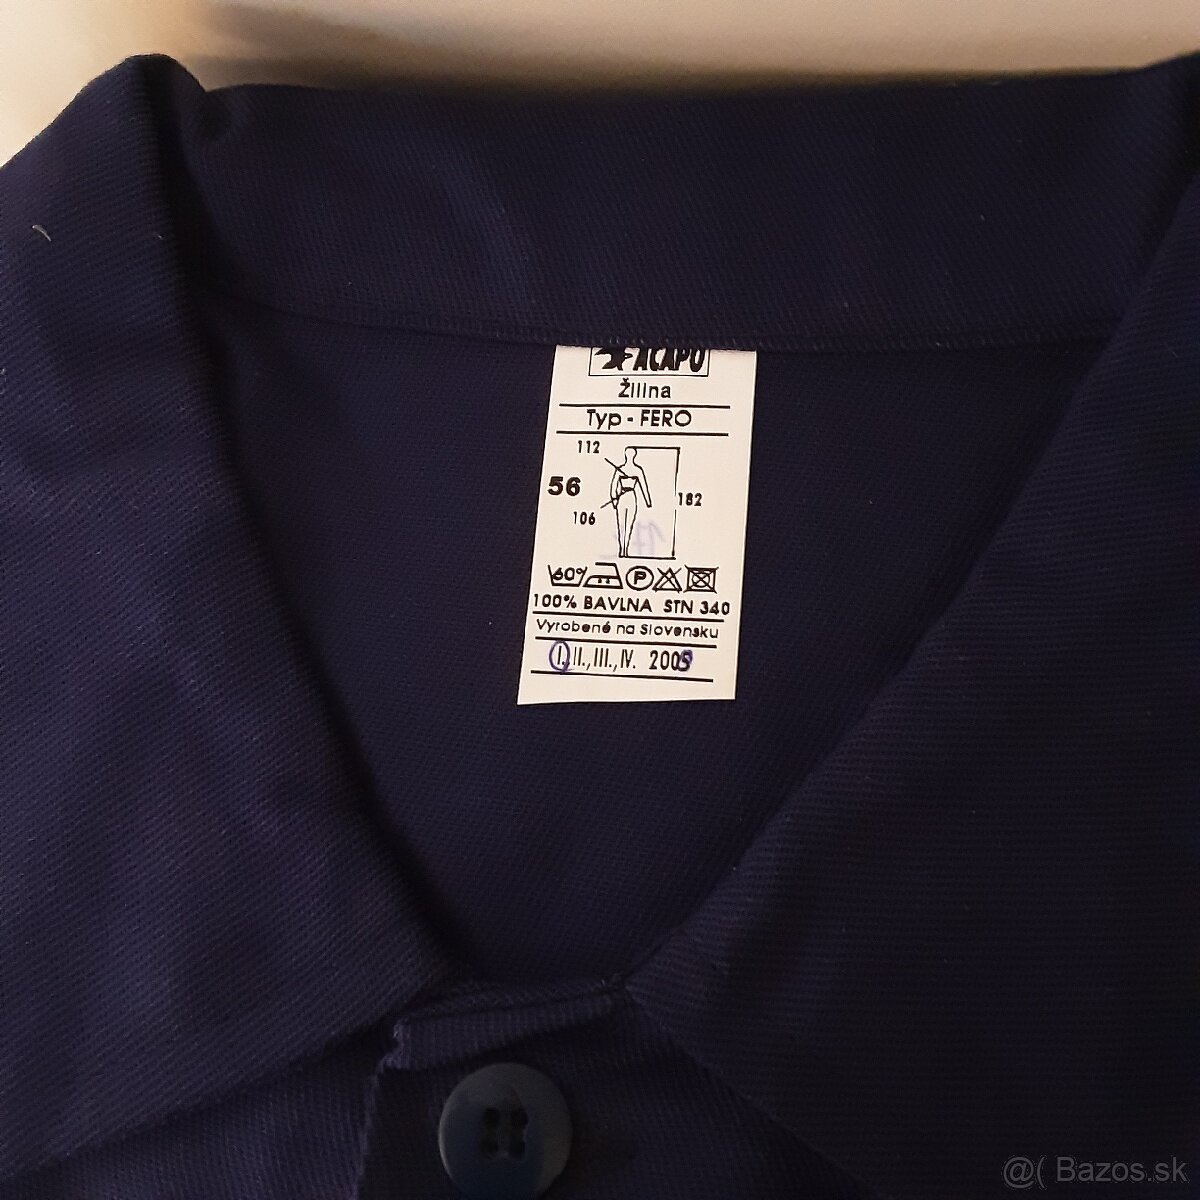 ACAPO
Žilina
Typ - FERO
112
56
182
106
60° P
100% BAVLNA STN 340
Vyrobené na Slovensku
I., II., III., IV. 2005
@( Bazos.sk